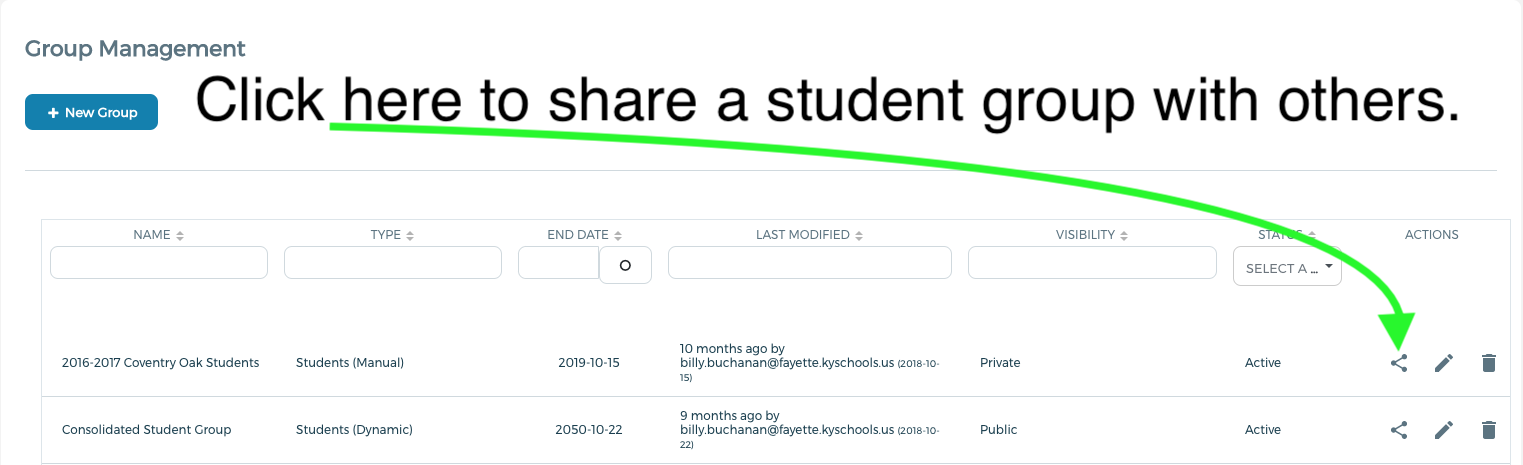 Group Management
+ New Group
Click here to share a student group with others.
NAME TYPE END DATE LAST MODIFIED VISIBILITY STATUS ACTIONS
SELECT A ...
10 months ago by
2016-2017 Coventry Oak Students Students (Manual) 2019-10-15 billy.buchanan@fayette.kyschools.us (2018-10- Private Active
15)
9 months ago by
Consolidated Student Group Students (Dynamic) 2050-10-22 billy.buchanan@fayette.kyschools.us (2018-10- Public Active
22)